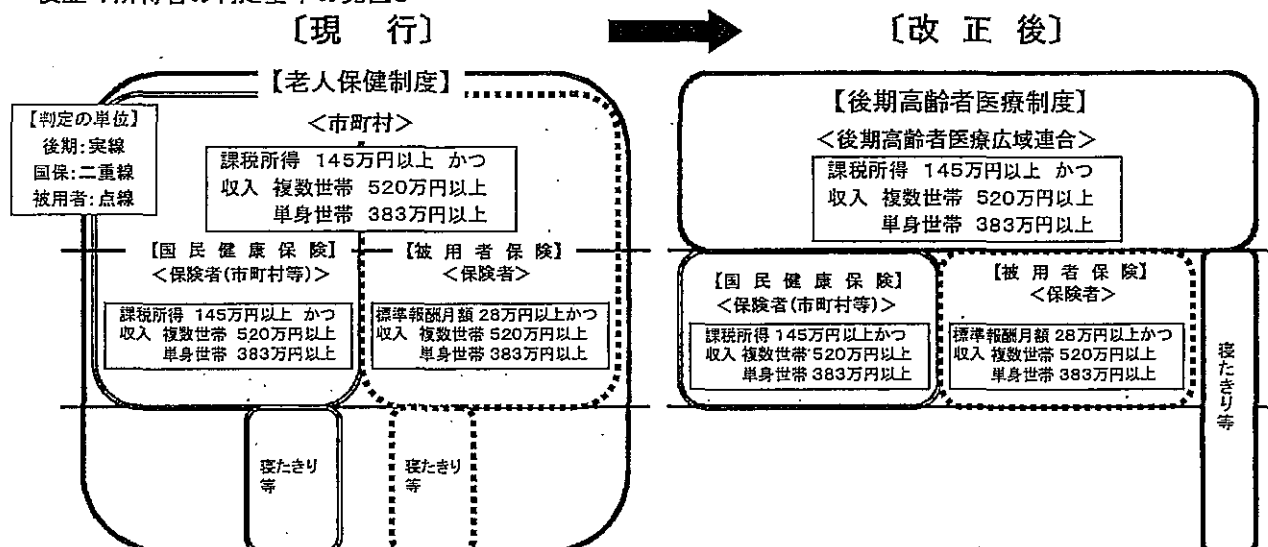 〔現 行〕
〔改 正 後〕
【老人保健制度】
【判定の単位】
後期:実線
国保:二重線
被用者:点線
<市町村>
課税所得 145万円以上 かつ
収入 複数世帯 520万円以上
単身世帯 383万円以上
【国 民 健 康 保 険】
<保険者(市町村等)>
課税所得 145万円以上 かつ
収入 複数世帯 520万円以上
単身世帯 383万円以上
【被 用 者 保 険】
<保険者>
標準報酬月額 28万円以上かつ
収入 複数世帯 520万円以上
単身世帯 383万円以上
寝たきり
等
寝たきり
等
【後期高齢者医療制度】
<後期高齢者医療広域連合>
課税所得 145万円以上 かつ
収入 複数世帯 520万円以上
単身世帯 383万円以上
【国 民 健 康 保 険】
<保険者(市町村等)>
課税所得 145万円以上 かつ
収入 複数世帯 520万円以上
単身世帯 383万円以上
【被 用 者 保 険】
<保険者>
標準報酬月額 28万円以上かつ
収入 複数世帯 520万円以上
単身世帯 383万円以上
寝たきり等